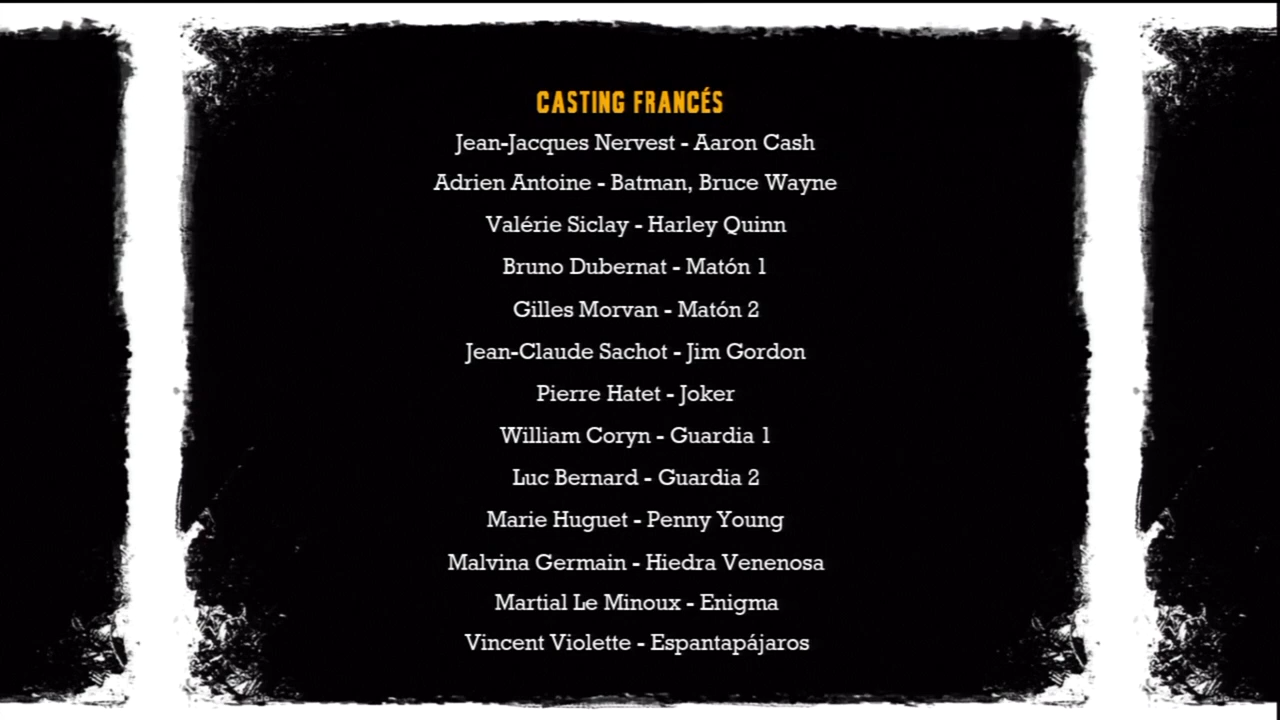 CASTING FRANCÉS
Jean-Jacques Nervest - Aaron Cash
Adrien Antoine - Batman, Bruce Wayne
Valérie Siclay - Harley Quinn
Bruno Dubernat - Matón 1
Gilles Morvan - Matón 2
Jean-Claude Sachot - Jim Gordon
Pierre Hatet - Joker
William Coryn - Guardia 1
Luc Bernard - Guardia 2
Marie Huguet - Penny Young
Malvina Germain - Hiedra Venenosa
Martial Le Minoux - Enigma
Vincent Violette - Espantapájaros